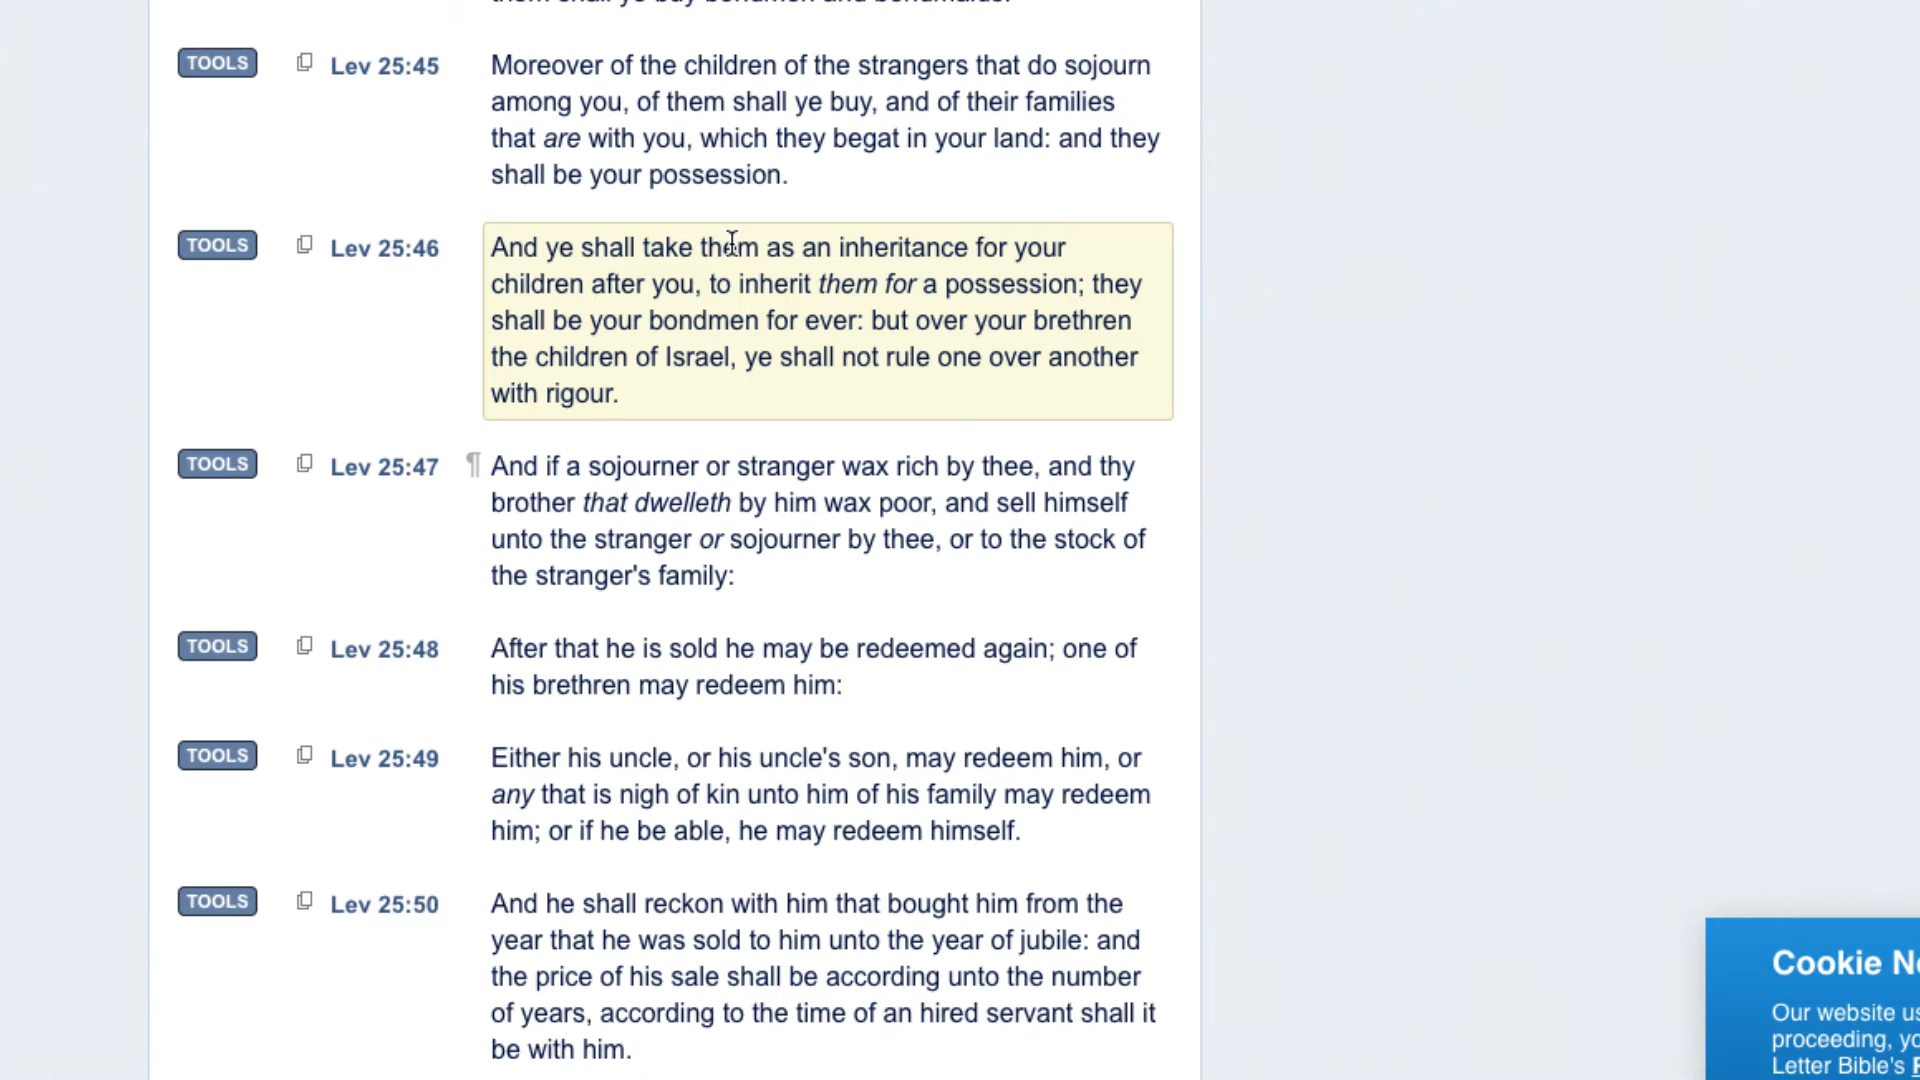 them shall ye buy bondmen and bondmaids.
TOOLS Lev 25:45 Moreover of the children of the strangers that do sojourn
among you, of them shall ye buy, and of their families
that are with you, which they begat in your land: and they
shall be your possession.
TOOLS Lev 25:46 And ye shall take them as an inheritance for your
children after you, to inherit them for a possession; they
shall be your bondmen for ever: but over your brethren
the children of Israel, ye shall not rule one over another
with rigour.
TOOLS Lev 25:47 ¶ And if a sojourner or stranger wax rich by thee, and thy
brother that dwelleth by him wax poor, and sell himself
unto the stranger or sojourner by thee, or to the stock of
the stranger's family:
TOOLS Lev 25:48 After that he is sold he may be redeemed again; one of
his brethren may redeem him:
TOOLS Lev 25:49 Either his uncle, or his uncle's son, may redeem him, or
any that is nigh of kin unto him of his family may redeem
him; or if he be able, he may redeem himself.
TOOLS Lev 25:50 And he shall reckon with him that bought him from the
year that he was sold to him unto the year of jubile: and
the price of his sale shall be according unto the number
of years, according to the time of an hired servant shall it
be with him.
Cookie
Our website
proceeding,
Letter Bible's